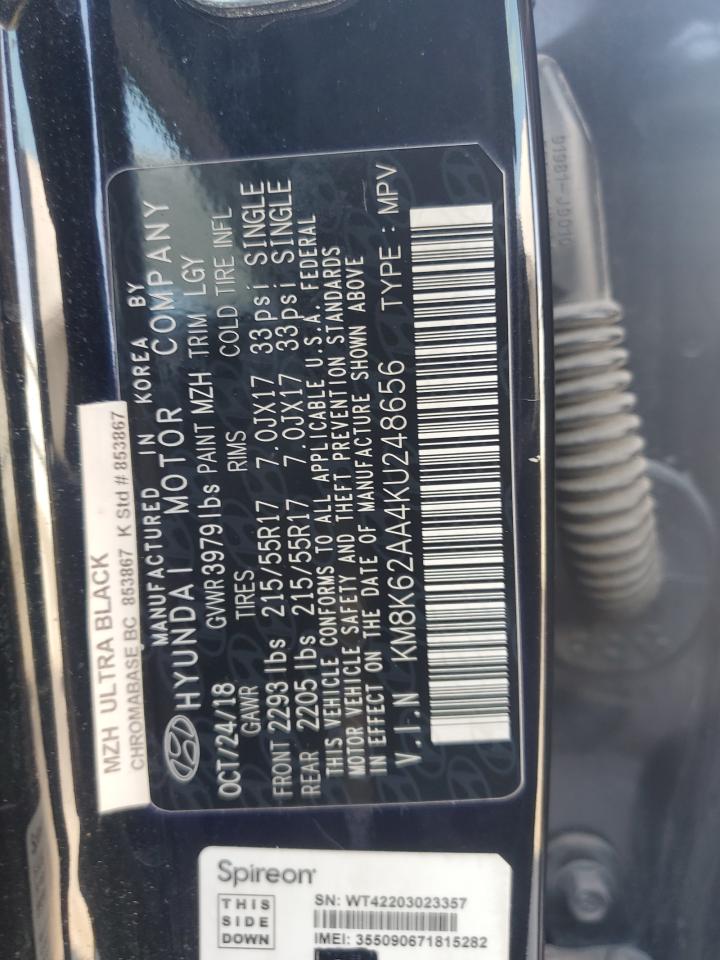 MZH ULTRA BLACK
CHROMABASE BC 853867 K Std # 853867
MANUFACTURED IN KOREA BY
HYUNDAI MOTOR COMPANY
OCT/24/18 GVWR 3979 lbs PAINT MZH TRIM LGY
GAWR TIRES RIMS COLD TIRE INFL
FRONT 2293 lbs 215/55R17 7.0JX17 33 psi SINGLE
REAR 2205 lbs 215/55R17 7.0JX17 33 psi SINGLE
THIS VEHICLE CONFORMS TO ALL APPLICABLE U.S.A. FEDERAL
MOTOR VEHICLE SAFETY AND THEFT PREVENTION STANDARDS
IN EFFECT ON THE DATE OF MANUFACTURE SHOWN ABOVE
V.I.N KM8K62AA4KU248656 TYPE : MPV
Spireon
THIS
SIDE
DOWN
SN: WT42203023357
IMEI: 355090671815282